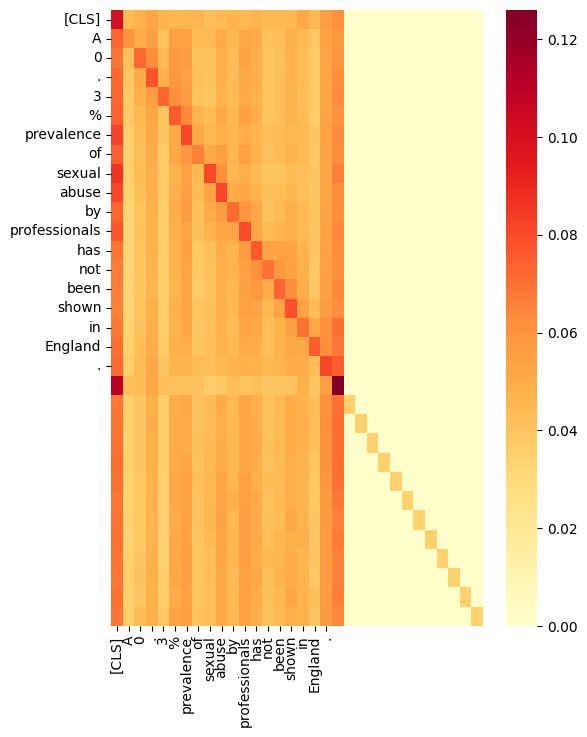 [CLS]
A
0
.
3
%
prevalence
of
sexual
abuse
by
professionals
has
not
been
shown
in
England
.
0.12
0.10
0.08
0.06
0.04
0.02
0.00
[CLS]
A
0
.
3
%
prevalence
of
sexual
abuse
by
professionals
has
not
been
shown
in
England
.